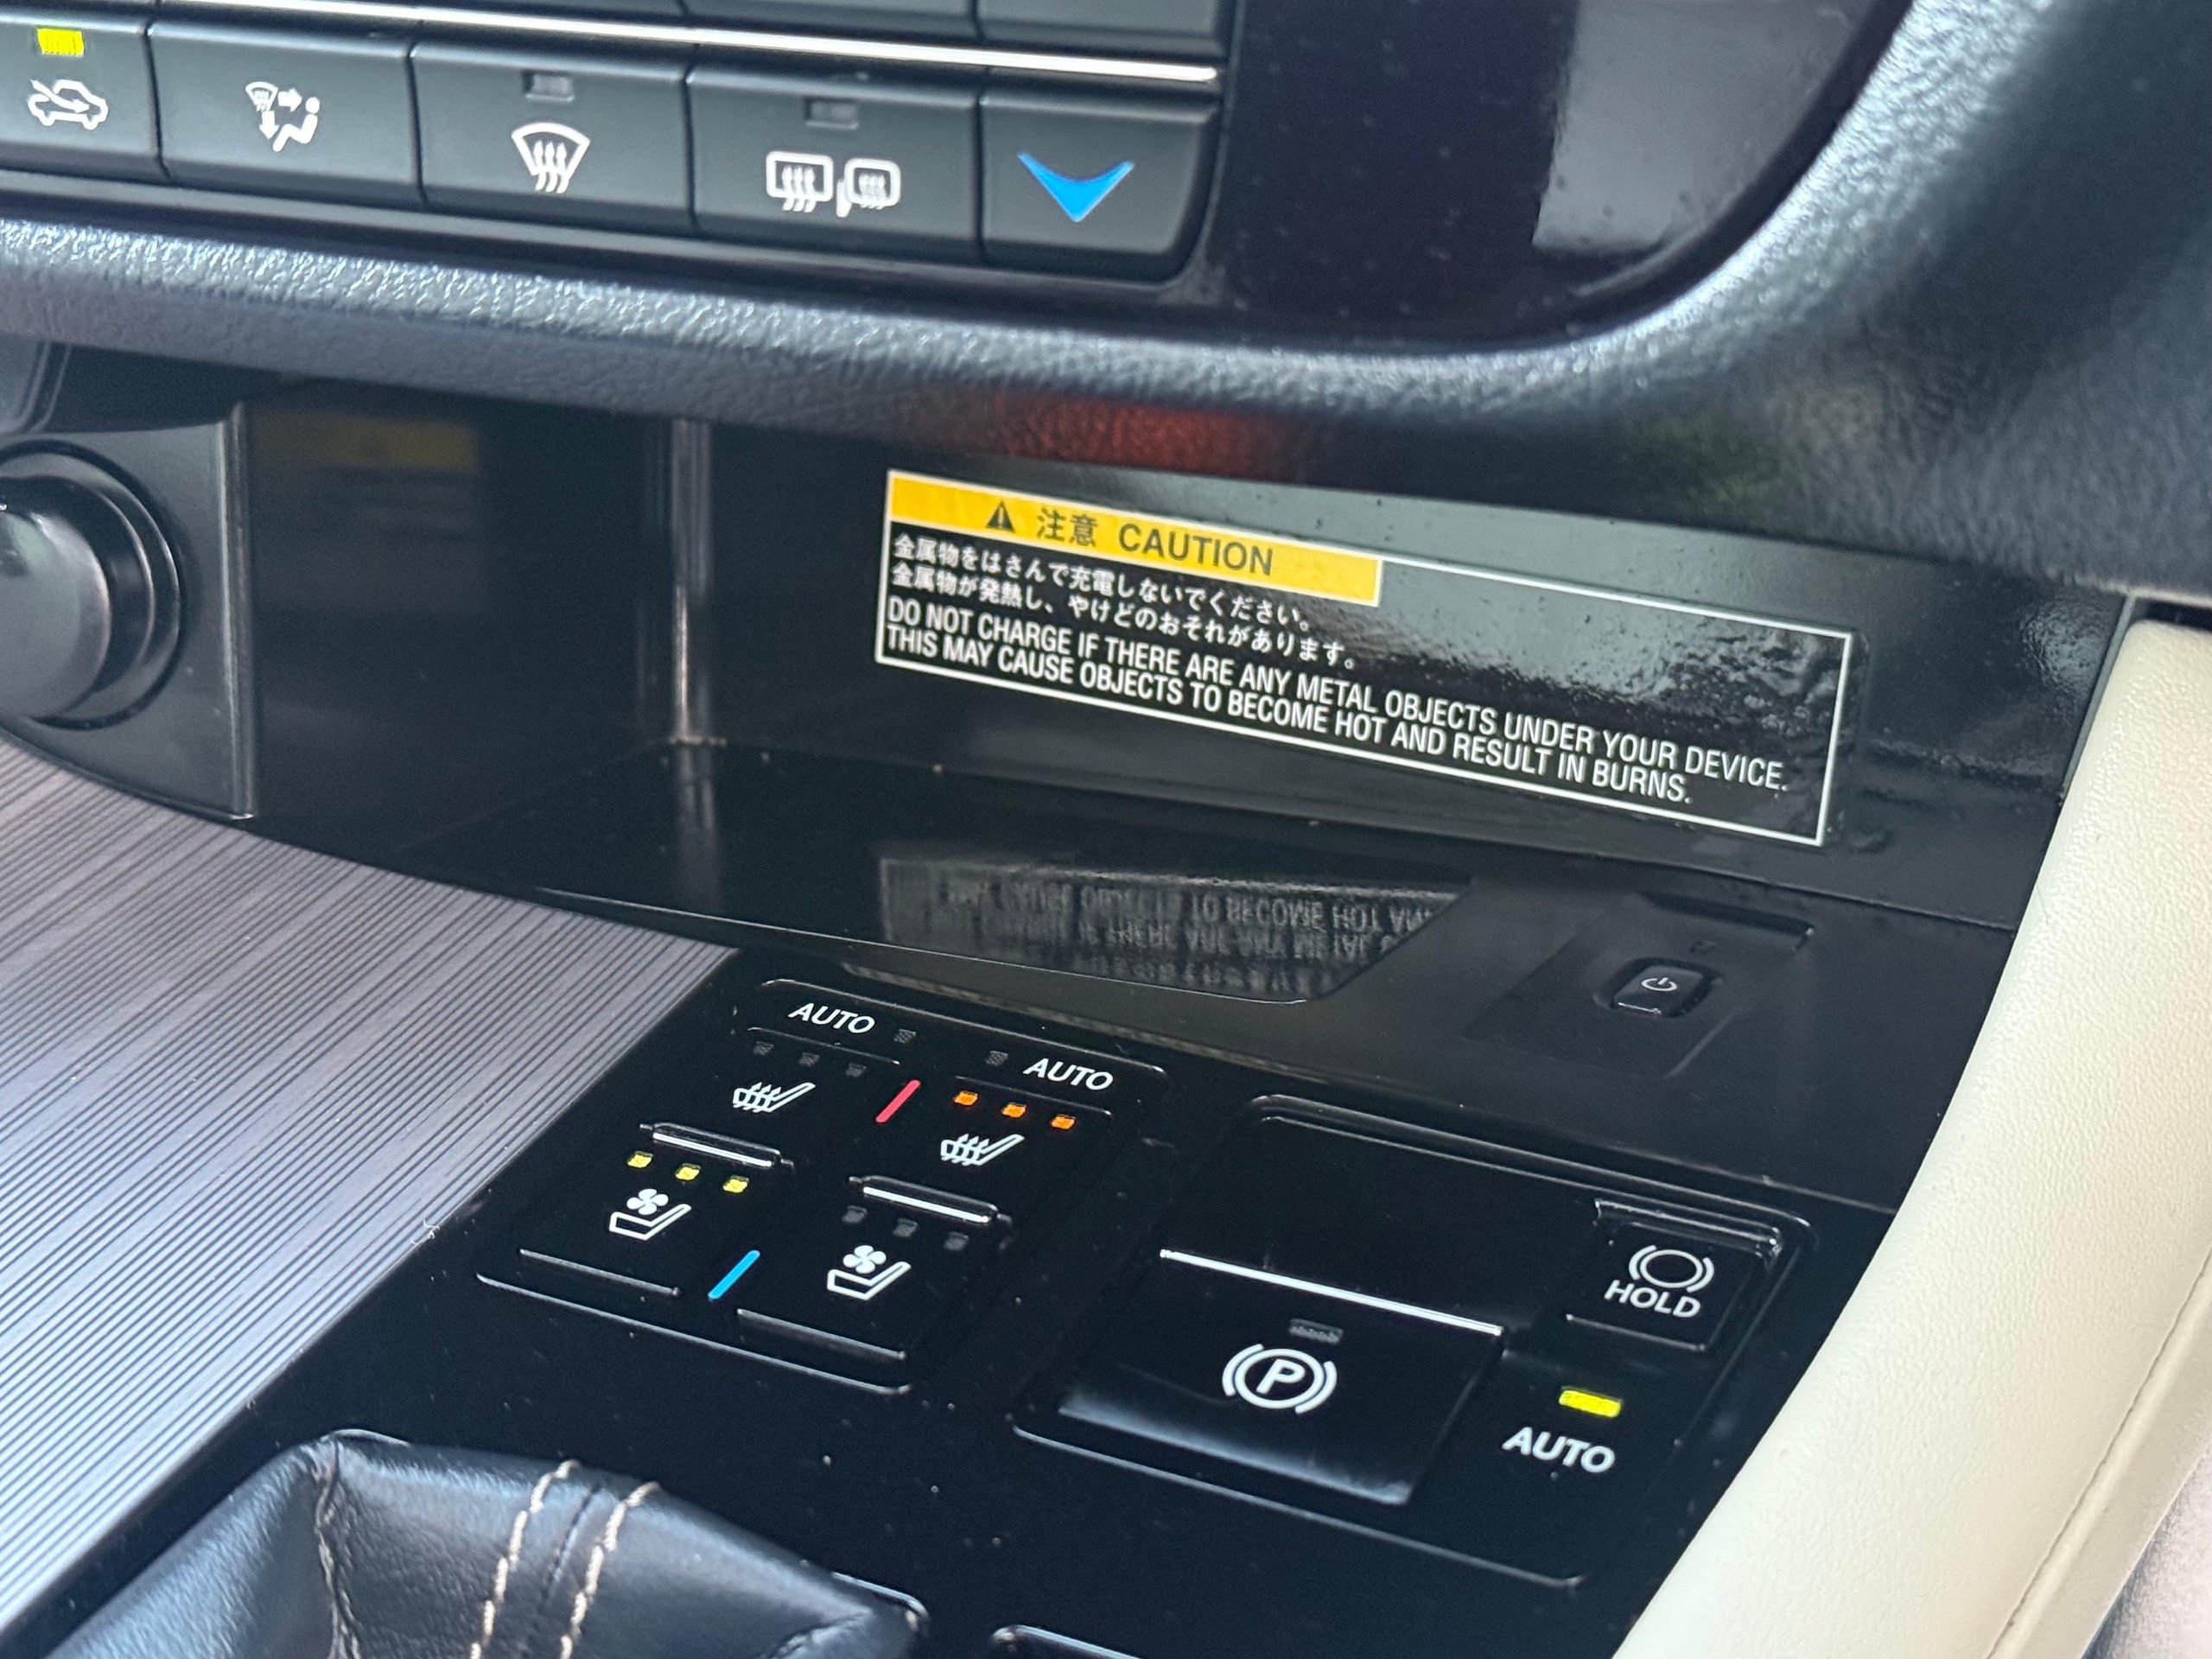 注意 CAUTION
金属物をはさんで充電しないでください。
金属物が発熱し、やけどのおそれがあります。
DO NOT CHARGE IF THERE ARE ANY METAL OBJECTS UNDER YOUR DEVICE.
THIS MAY CAUSE OBJECTS TO BECOME HOT AND RESULT IN BURNS.
AUTO
AUTO
HOLD
P
AUTO